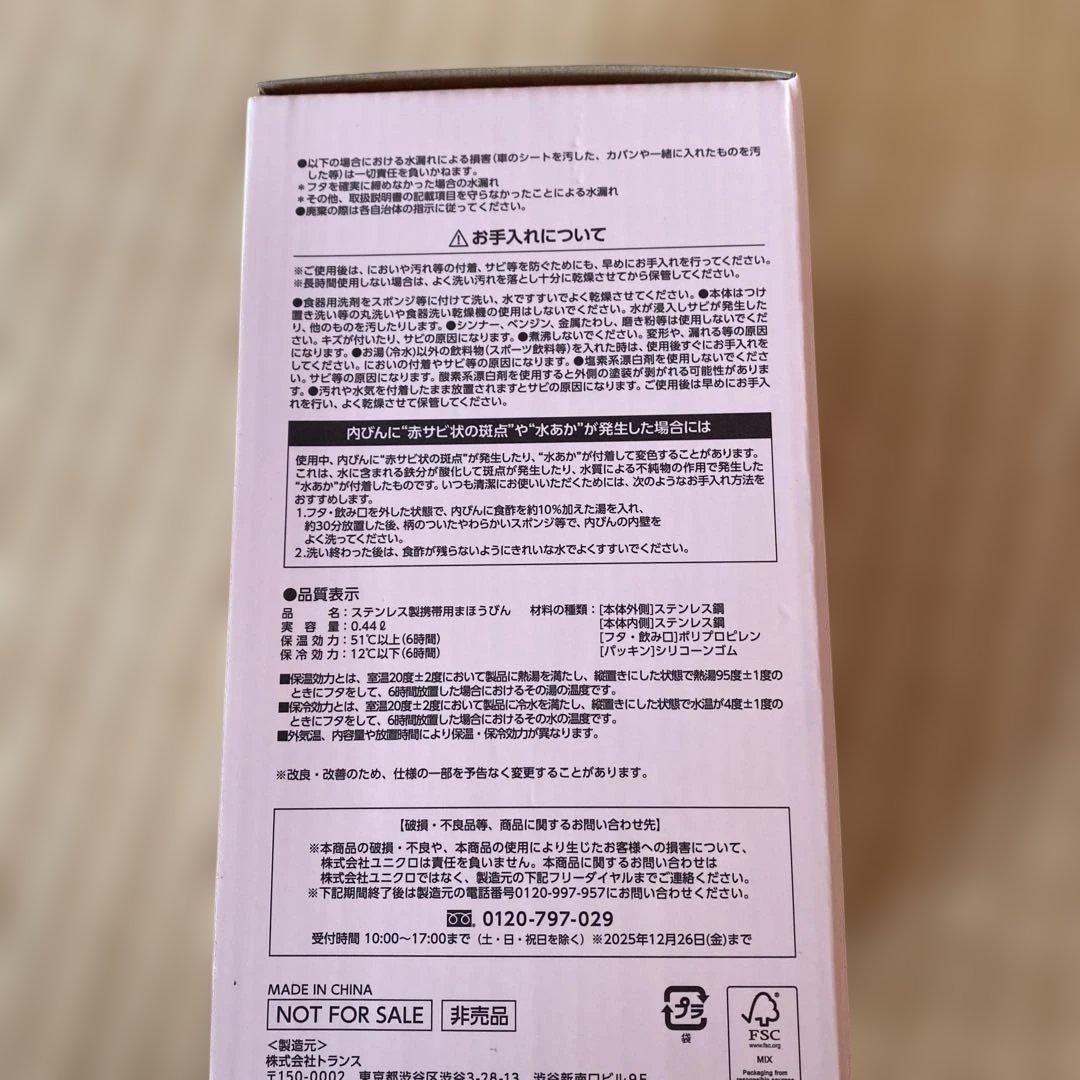 ●以下の場合における水漏れによる損害(車のシートを汚した、カバンや一緒に入れたものを汚
した等)は一切責任を負いかねます。
＊フタを確実に締めなかった場合の水漏れ
＊その他、取扱説明書の記載項目を守らなかったことによる水漏れ
●廃棄の際は各自治体の指示に従ってください。
⚠お手入れについて
※ご使用後は、においや汚れ等の付着、サビ等を防ぐためにも、早めにお手入れを行ってください。
※長時間使用しない場合は、よく洗い汚れを落とし十分に乾燥させてから保管してください。
●食器用洗剤をスポンジ等に付けて洗い、水ですすいでよく乾燥させてください。●本体はつけ
置き洗い等の丸洗いや食器洗い乾燥機の使用はしないでください。水が浸入しサビが発生した
り、他のものを汚したりします。●シンナー、ベンジン、金属たわし、磨き粉等は使用しないでくだ
さい。キズが付いたり、サビの原因になります。●煮沸しないでください。変形や、漏れる等の原因
になります。●お湯(冷水)以外の飲料物(スポーツ飲料等)を入れた時は、使用後すぐにお手入れを
してください。においの付着やサビ等の原因になります。●塩素系漂白剤を使用しないでくださ
い。サビ等の原因になります。酸素系漂白剤を使用すると外側の塗装が剥がれる可能性がありま
す。●汚れや水気を付着したまま放置されますとサビの原因になります。ご使用後は早めにお手入
れを行い、よく乾燥させて保管してください。
内びんに“赤サビ状の斑点”や“水あか”が発生した場合には
使用中、内びんに“赤サビ状の斑点”が発生したり、“水あか”が付着して変色することがあります。
これは、水に含まれる鉄分が酸化して斑点が発生したり、水質による不純物の作用で発生した
“水あか”が付着したものです。いつも清潔にお使いいただくためには、次のようなお手入れ方法を
おすすめします。
1.フタ・飲み口を外した状態で、内びんに食酢を約10%加えた湯を入れ、
約30分放置した後、柄のついたやわらかいスポンジ等で、内びんの内壁を
よく洗ってください。
2.洗い終わった後は、食酢が残らないようにきれいな水でよくすすいでください。
●品質表示
品　　名：ステンレス製携帯用まほうびん　材料の種類：[本体外側]ステンレス鋼
実 容 量：0.44ℓ　[本体内側]ステンレス鋼
保温効力：51℃以上(6時間)　[フタ・飲み口]ポリプロピレン
保冷効力：12℃以下(6時間)　[パッキン]シリコーンゴム
■保温効力とは、室温20度±2度において製品に熱湯を満たし、縦置きにした状態で熱湯95度±1度の
ときにフタをして、6時間放置した場合におけるその湯の温度です。
■保冷効力とは、室温20度±2度において製品に冷水を満たし、縦置きにした状態で水温が4度±1度の
ときにフタをして、6時間放置した場合におけるその水の温度です。
■外気温、内容量や放置時間により保温・保冷効力が異なります。
※改良・改善のため、仕様の一部を予告なく変更することがあります。
【破損・不良品等、商品に関するお問い合わせ先】
※本商品の破損・不良や、本商品の使用により生じたお客様への損害について、
株式会社ユニクロは責任を負いません。本商品に関するお問い合わせは
株式会社ユニクロではなく、製造元の下記フリーダイヤルまでご連絡ください。
※下記期間終了後は製造元の電話番号0120-997-957にお問い合わせください。
0120-797-029
受付時間 10:00〜17:00まで（土・日・祝日を除く）※2025年12月26日(金)まで
MADE IN CHINA
NOT FOR SALE 非売品
プラ
袋
FSC
www.fsc.org
MIX
Packaging from
<製造元>
株式会社トランス
〒150-0002 東京都渋谷区渋谷3-28-13 渋谷新南口ビル9F